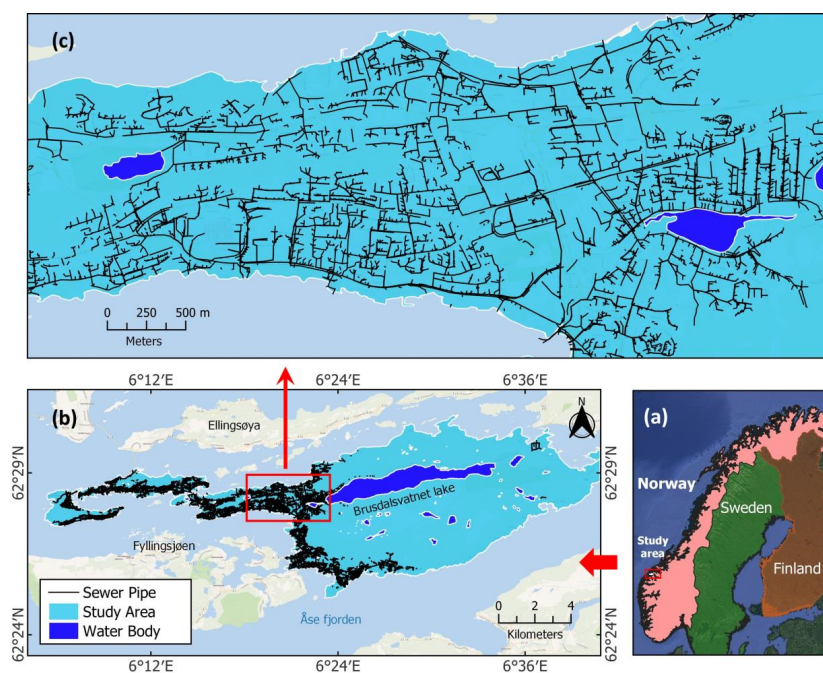 (c)
0 250 500 m
Meters
6°12′E 6°24′E 6°36′E
(b)
N
Ellingsøya
62°29′N
62°29′N
Brusdalsvatnet lake
Fyllingsjøen
Sewer Pipe
Study Area
Water Body
Åse fjorden
0 2 4
Kilometers
62°24′N
62°24′N
6°12′E 6°24′E 6°36′E
(a)
Norway
Sweden
Study
area
Finland